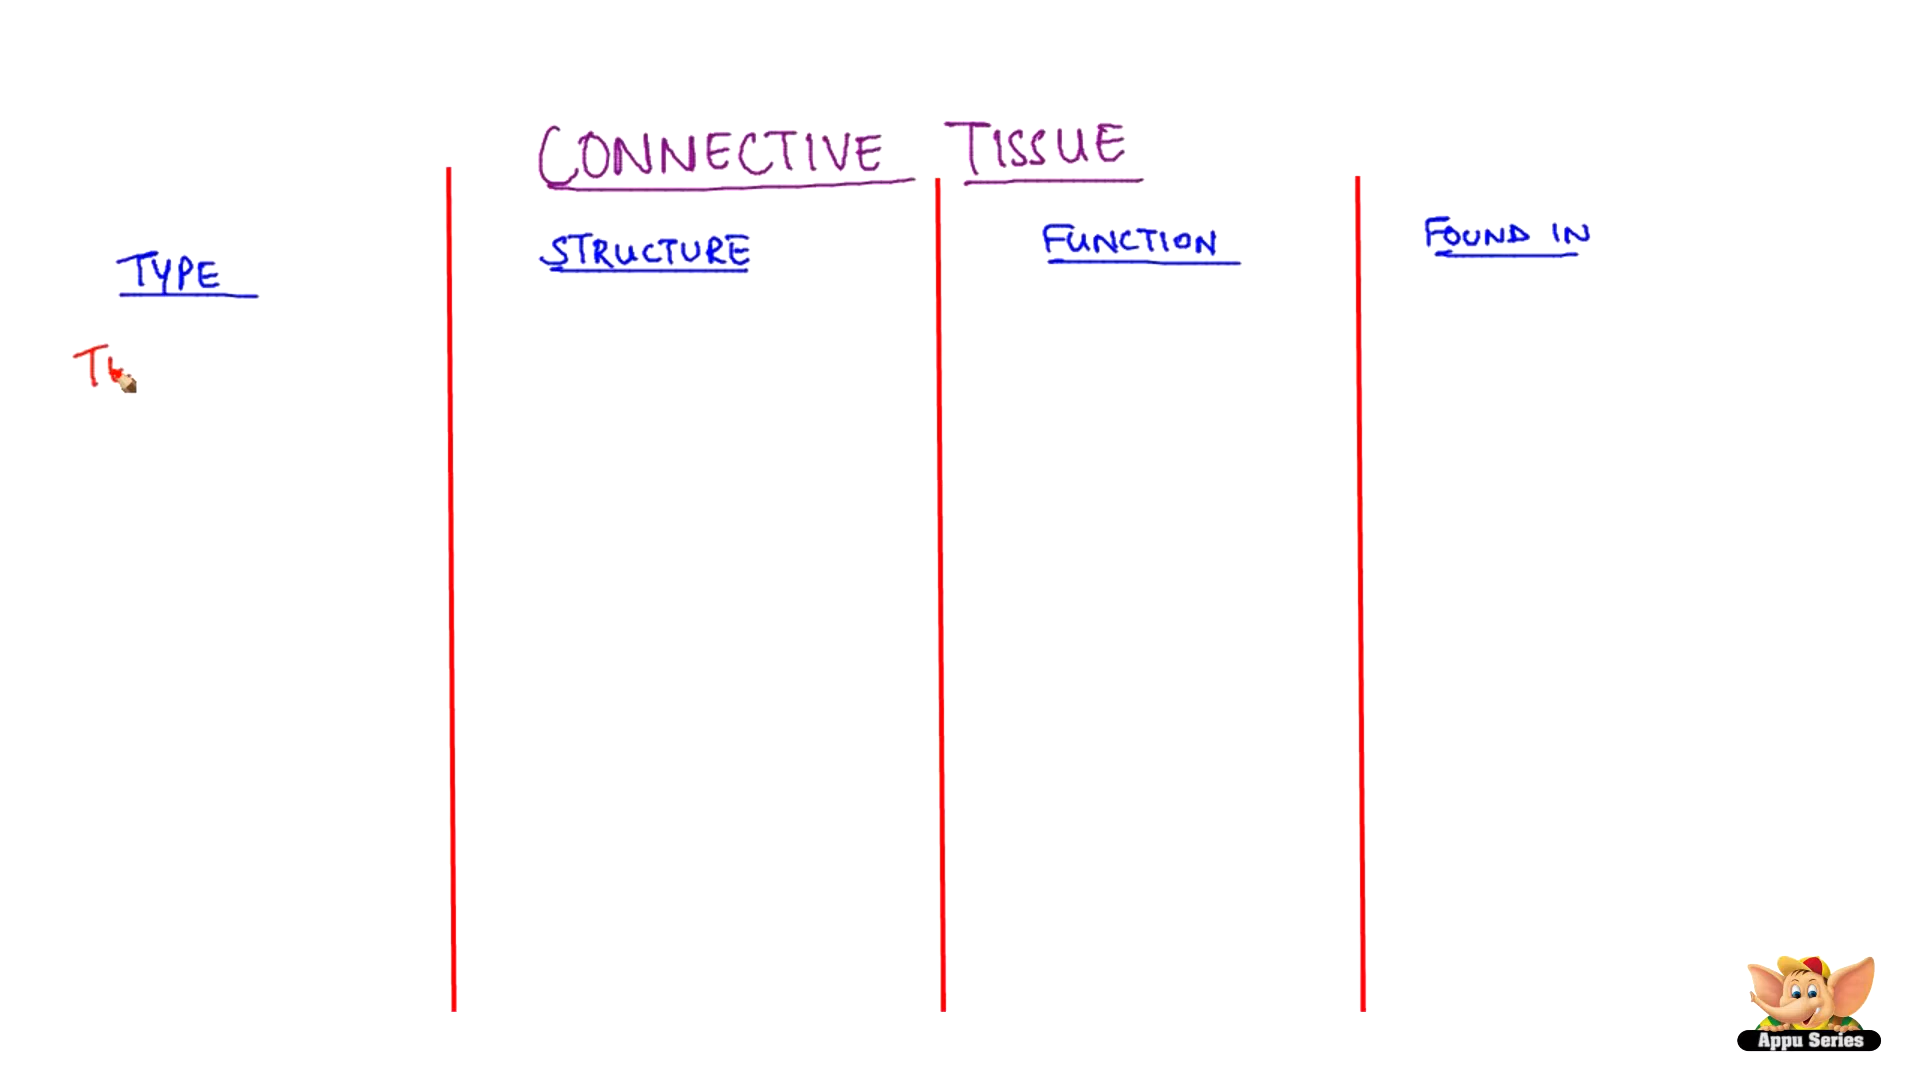 CONNECTIVE TISSUE
TYPE
STRUCTURE
FUNCTION
FOUND IN
Appu Series